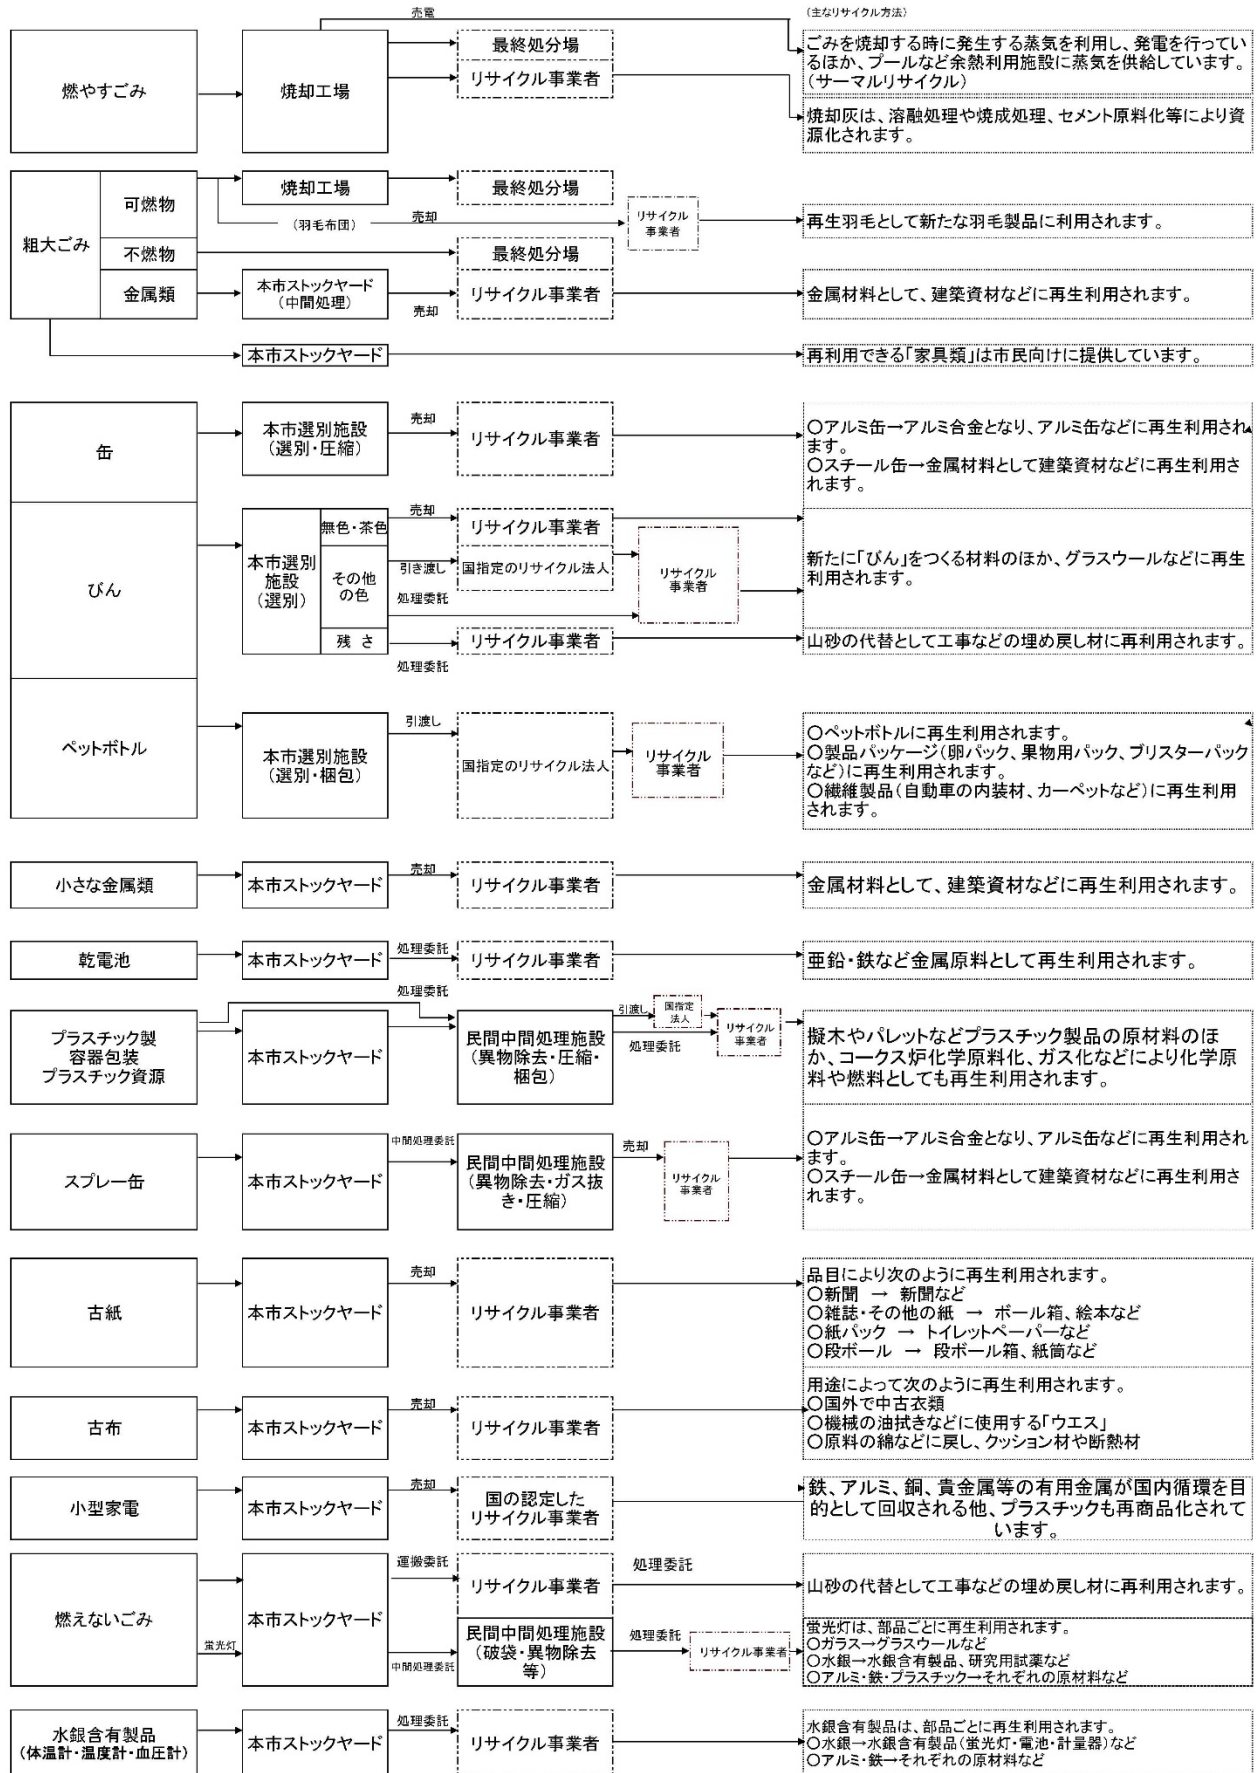 売電
(主なリサイクル方法)
燃やすごみ
焼却工場
最終処分場
リサイクル事業者
ごみを焼却する時に発生する蒸気を利用し、発電を行ってい
るほか、プールなど余熱利用施設に蒸気を供給しています。
(サーマルリサイクル)
焼却灰は、溶融処理や焼成処理、セメント原料化等により資
源化されます。
粗大ごみ
可燃物
焼却工場
最終処分場
(羽毛布団)
売却
リサイクル
事業者
再生羽毛として新たな羽毛製品に利用されます。
不燃物
最終処分場
金属類
本市ストックヤード
(中間処理)
売却
リサイクル事業者
金属材料として、建築資材などに再生利用されます。
本市ストックヤード
再利用できる「家具類」は市民向けに提供しています。
缶
本市選別施設
(選別・圧縮)
売却
リサイクル事業者
○アルミ缶→アルミ合金となり、アルミ缶などに再生利用され
ます。
○スチール缶→金属材料として建築資材などに再生利用さ
れます。
びん
本市選別
施設
(選別)
無色・茶色
売却
リサイクル事業者
その他
の色
引き渡し
国指定のリサイクル法人
処理委託
リサイクル
事業者
新たに「びん」をつくる材料のほか、グラスウールなどに再生
利用されます。
残さ
処理委託
リサイクル事業者
山砂の代替として工事などの埋め戻し材に再利用されます。
ペットボトル
本市選別施設
(選別・梱包)
引渡し
国指定のリサイクル法人
リサイクル
事業者
○ペットボトルに再生利用されます。
○製品パッケージ(卵パック、果物用パック、ブリスターパック
など)に再生利用されます。
○繊維製品(自動車の内装材、カーペットなど)に再生利用
されます。
小さな金属類
本市ストックヤード
売却
リサイクル事業者
金属材料として、建築資材などに再生利用されます。
乾電池
本市ストックヤード
処理委託
リサイクル事業者
亜鉛・鉄など金属原料として再生利用されます。
プラスチック製
容器包装
プラスチック資源
処理委託
本市ストックヤード
民間中間処理施設
(異物除去・圧縮・
梱包)
引渡し
国指定
法人
処理委託
リサイクル
事業者
擬木やパレットなどプラスチック製品の原材料のほ
か、コークス炉化学原料化、ガス化などにより化学原
料や燃料としても再生利用されます。
スプレー缶
本市ストックヤード
中間処理委託
民間中間処理施設
(異物除去・ガス抜
き・圧縮)
売却
リサイクル
事業者
○アルミ缶→アルミ合金となり、アルミ缶などに再生利用され
ます。
○スチール缶→金属材料として建築資材などに再生利用さ
れます。
古紙
本市ストックヤード
売却
リサイクル事業者
品目により次のように再生利用されます。
○新聞 → 新聞など
○雑誌・その他の紙 → ボール箱、絵本など
○紙パック → トイレットペーパーなど
○段ボール → 段ボール箱、紙筒など
古布
本市ストックヤード
売却
リサイクル事業者
用途によって次のように再生利用されます。
○国外で中古衣類
○機械の油拭きなどに使用する「ウエス」
○原料の綿などに戻し、クッション材や断熱材
小型家電
本市ストックヤード
売却
国の認定した
リサイクル事業者
鉄、アルミ、銅、貴金属等の有用金属が国内循環を目
的として回収される他、プラスチックも再商品化されて
います。
燃えないごみ
蛍光灯
本市ストックヤード
運搬委託
リサイクル事業者
処理委託
山砂の代替として工事などの埋め戻し材に再利用されます。
中間処理委託
民間中間処理施設
(破袋・異物除去
等)
処理委託
リサイクル事業者
蛍光灯は、部品ごとに再生利用されます。
○ガラス→グラスウールなど
○水銀→水銀含有製品、研究用試薬など
○アルミ・鉄・プラスチック→それぞれの原材料など
水銀含有製品
(体温計・温度計・血圧計)
本市ストックヤード
処理委託
リサイクル事業者
水銀含有製品は、部品ごとに再生利用されます。
○水銀→水銀含有製品(蛍光灯・電池・計量器)など
○アルミ・鉄→それぞれの原材料など